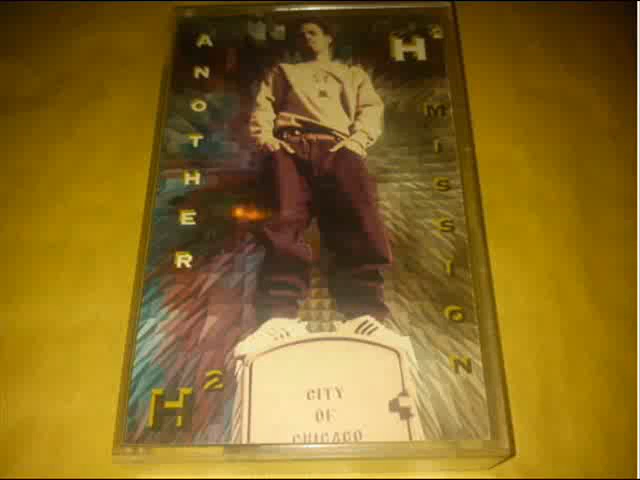 H²
ANOTHER
MISSION
H²
CITY
OF
CHICAGO